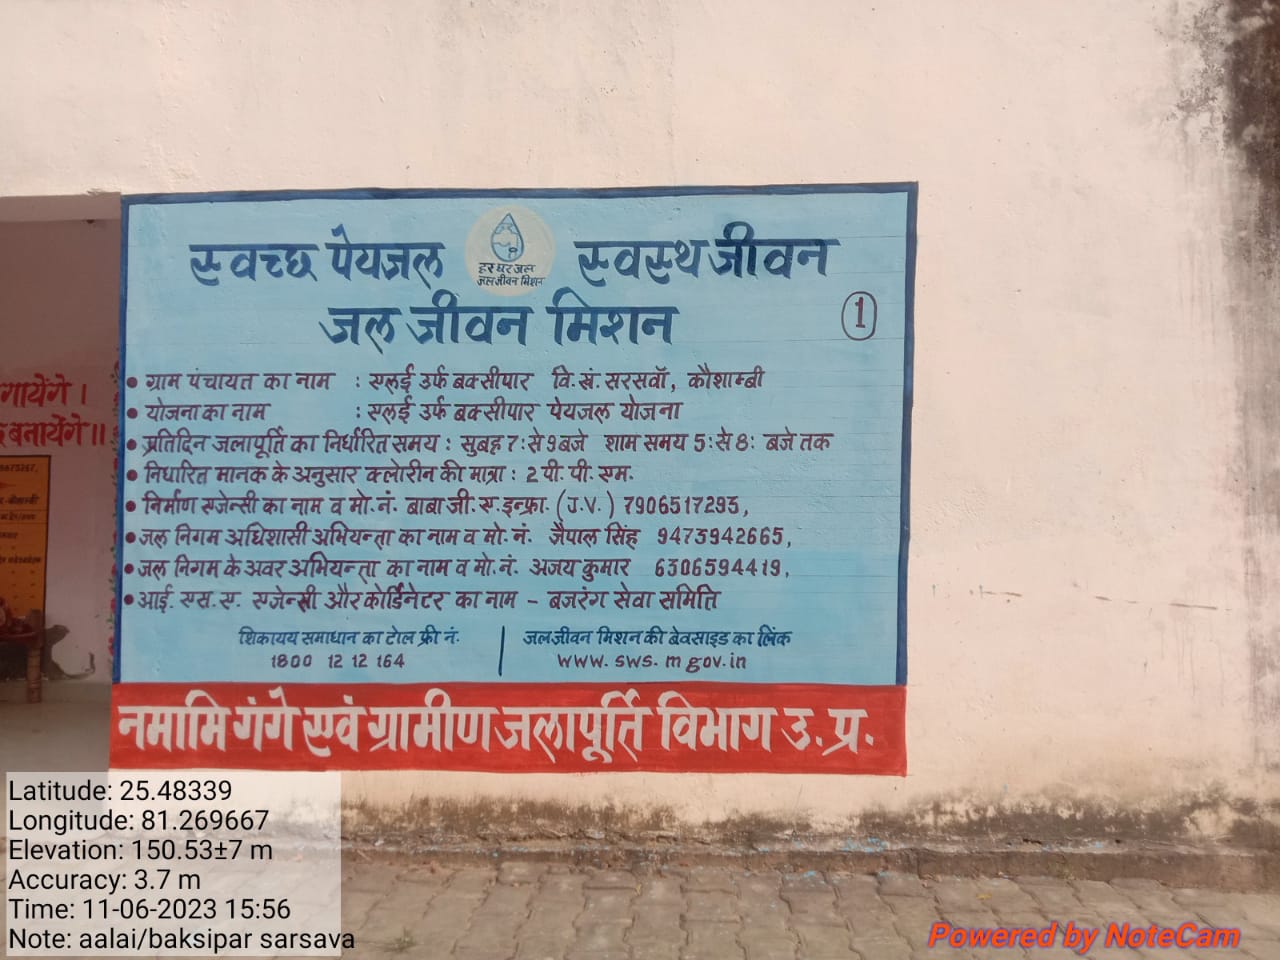 स्वच्छ पेयजल स्वस्थ जीवन
हर घर जल
जल जीवन मिशन
जल जीवन मिशन
1
• ग्राम पंचायत का नाम : एलई उर्फ बक्सीपार वि.खं. सरसवॉ, कौशाम्बी
• योजना का नाम : एलई उर्फ बक्सीपार पेयजल योजना
• प्रतिदिन जलापूर्ति का निर्धारित समय : सुबह 7: से 9 बजे शाम समय 5: से 8: बजे तक
• निर्धारित मानक के अनुसार क्लोरीन की मात्रा : 2 पी. पी. एम.
• निर्माण एजेन्सी का नाम व मो. नं. बाबा जी. ए. इन्फ्रा. (J.V.) 7906517293,
• जल निगम अधिशासी अभियन्ता का नाम व मो. नं. जैपाल सिंह 9473942665,
• जल निगम के अवर अभियन्ता का नाम व मो. नं. अजय कुमार 6306594419,
• आई. एस. ए. एजेन्सी और कोर्डिनेटर का नाम – बजरंग सेवा समिति
शिकायय समाधान का टोल फ्री नं.
1800 12 12 164
जल जीवन मिशन की बेवसाइड का लिंक
www. sws. m gov.in
नमामि गंगे एवं ग्रामीण जलापूर्ति विभाग उ. प्र.
गायेंगे ।
बनायेंगे ॥
Latitude: 25.48339
Longitude: 81.269667
Elevation: 150.53±7 m
Accuracy: 3.7 m
Time: 11-06-2023 15:56
Note: aalai/baksipar sarsava
Powered by NoteCam